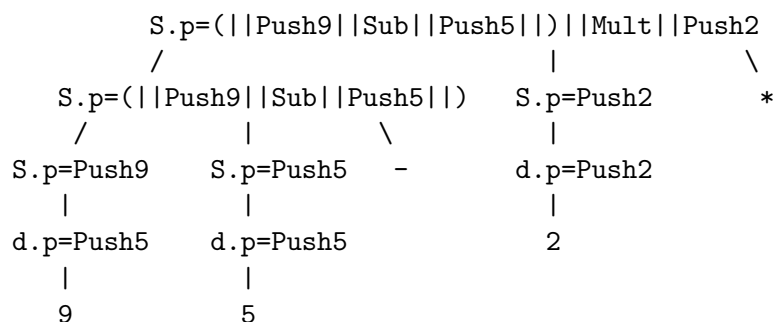 S.p=(||Push9||Sub||Push5||)||Mult||Push2
/ | \
S.p=(||Push9||Sub||Push5||) S.p=Push2 *
/ | \ |
S.p=Push9 S.p=Push5 - d.p=Push2
| | |
d.p=Push5 d.p=Push5 2
| |
9 5